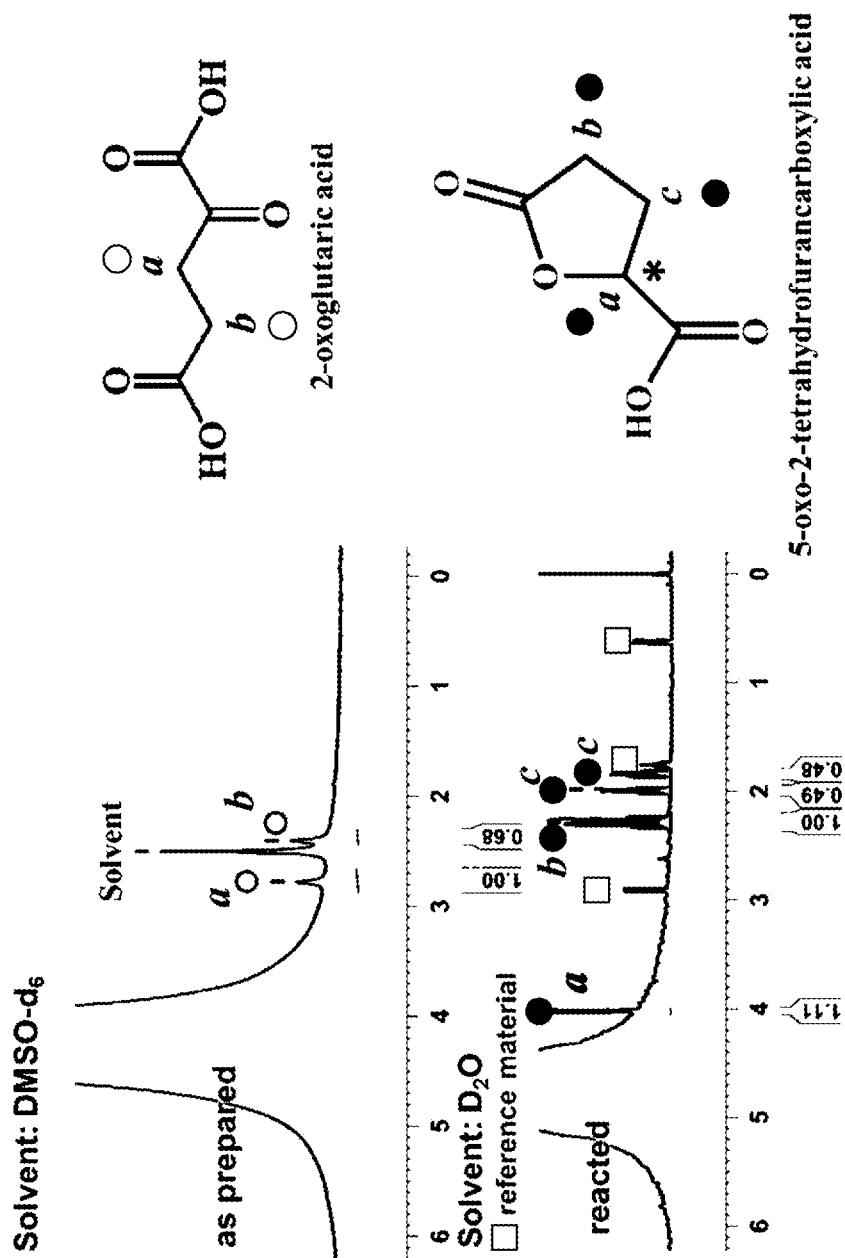 Solvent: DMSO-d6
as prepared
Solvent
a
b
1.00
0.68
6
5
4
3
2
1
0
O
O
HO
OH
O
a
b
2-oxoglutaric acid
Solvent: D2O
reference material
reacted
a
b
c
c
6
5
4
3
2
1
0
1.11
1.00
0.49
0.48
O
O
HO
O
a
b
c
*
5-oxo-2-tetrahydrofurancarboxylic acid